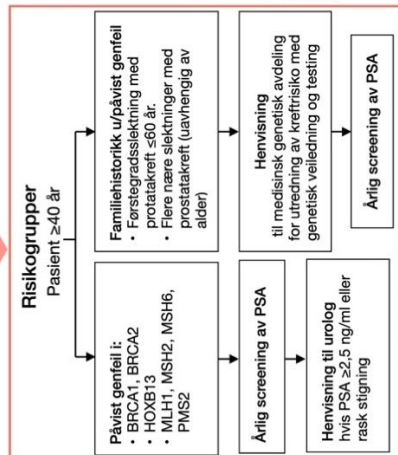 Risikogrupper
Pasient ≥40 år
Påvist genfeil i:
• BRCA1, BRCA2
• HOXB13
• MLH1, MSH2, MSH6,
PMS2
Årlig screening av PSA
Henvisning til urolog
hvis PSA ≥2,5 ng/ml eller
rask stigning
Familiehistorikk u/påvist genfeil
• Førstegradsslektning med
protatakreft ≤60 år.
• Flere nære slektninger med
prostatakreft (uavhengig av
alder)
Henvisning
til medisinsk genetisk avdeling
for utredning av kreftrisiko med
genetisk veiledning og testing
Årlig screening av PSA